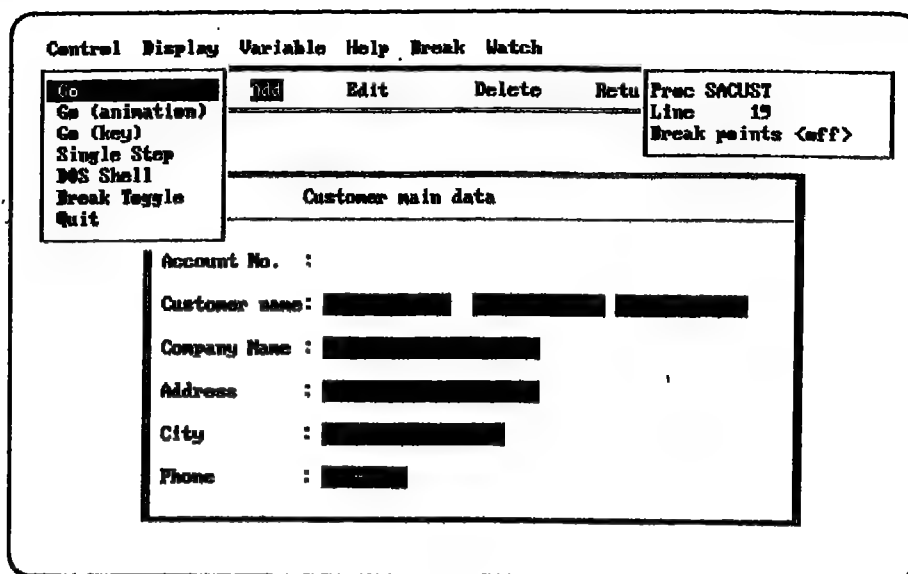 Control Display Variable Help Break Watch
Go
Go (animation)
Go (key)
Single Step
DOS Shell
Break Toggle
Quit
Add Edit Delete Retu
Proc SACUST
Line 19
Break points <off>
Customer main data
Account No. :
Customer name:
Company Name :
Address :
City :
Phone :